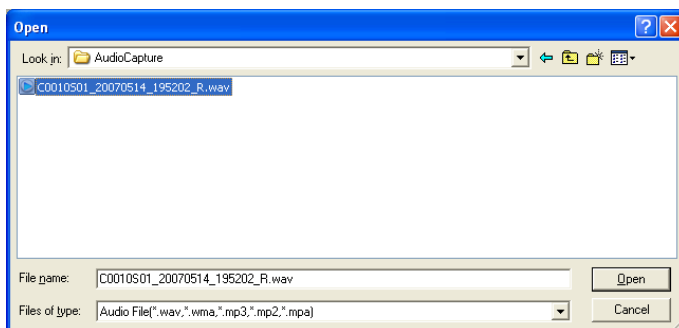 Open
Look in: AudioCapture
C0010S01_20070514_195202_R.wav
File name: C0010S01_20070514_195202_R.wav Open
Files of type: Audio File(*.wav,*.wma,*.mp3,*.mp2,*.mpa) Cancel